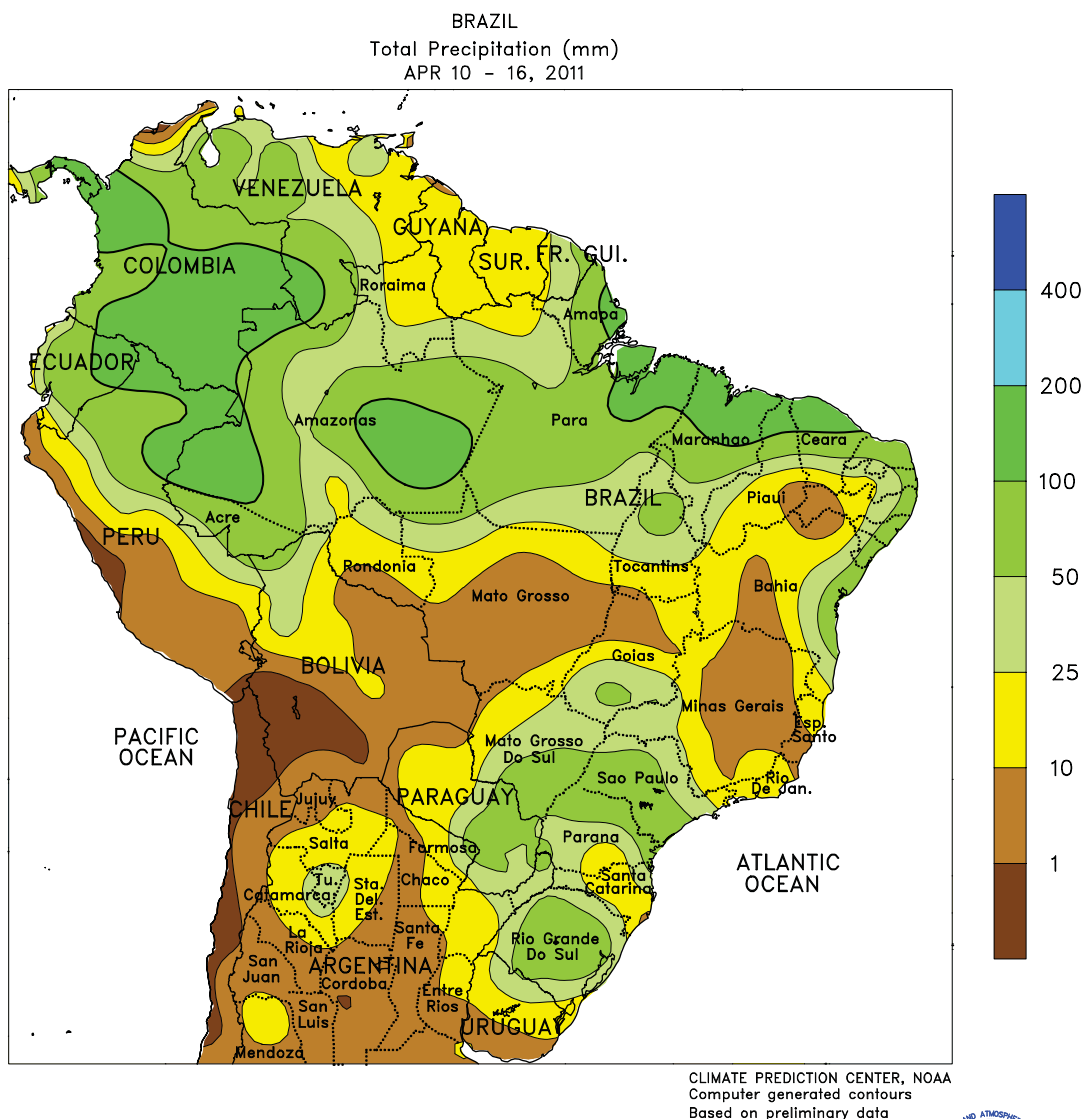 BRAZIL
Total Precipitation (mm)
APR 10 - 16, 2011
VENEZUELA
GUYANA
SUR.
FR. GUI.
COLOMBIA
Roraima
Amapa
ECUADOR
Amazonas
Para
Maranhao
Ceara
BRAZIL
Piaui
Acre
PERU
Rondonia
Tocantins
Mato Grosso
Bahia
BOLIVIA
Goias
Minas Gerais
Esp.
Santo
PACIFIC
OCEAN
Mato Grosso
Do Sul
Sao Paulo
Rio
De Jan.
CHILE
Jujuy
PARAGUAY
Salta
Formosa
Parana
ATLANTIC
OCEAN
Tu.
Catamarca
Sta.
Del
Est.
Chaco
Santa
Catarina
La
Rioja
Santa
Fe
Rio Grande
Do Sul
San
Juan
ARGENTINA
Cordoba
San
Luis
Entre
Rios
URUGUAY
Mendoza
400
200
100
50
25
10
1
CLIMATE PREDICTION CENTER, NOAA
Computer generated contours
Based on preliminary data
AND ATMOSPHE